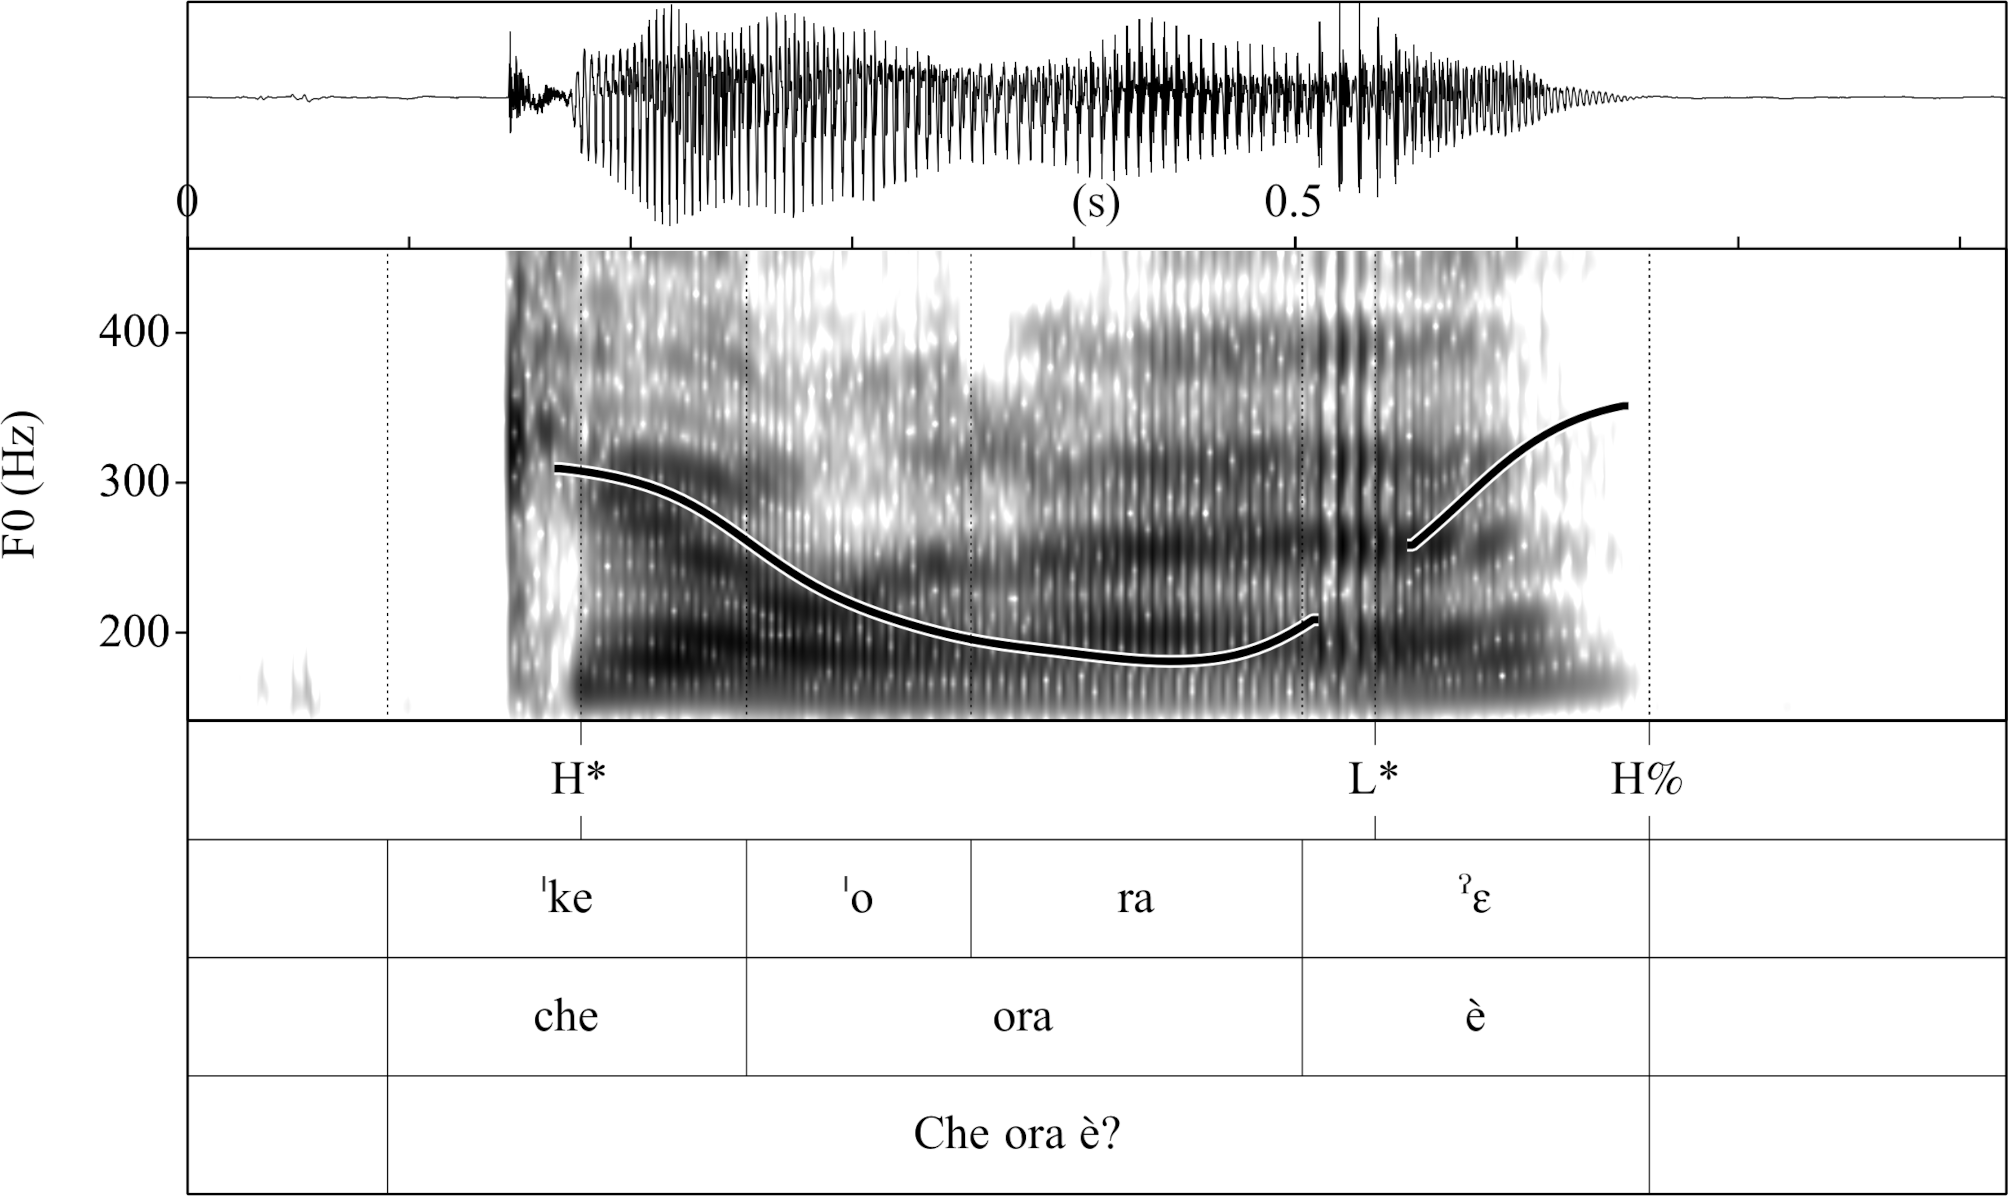 0 (s) 0.5
400
300
200
F0 (Hz)
H* L* H%
ˈke ˈo ra ˀɛ
che ora è
Che ora è?